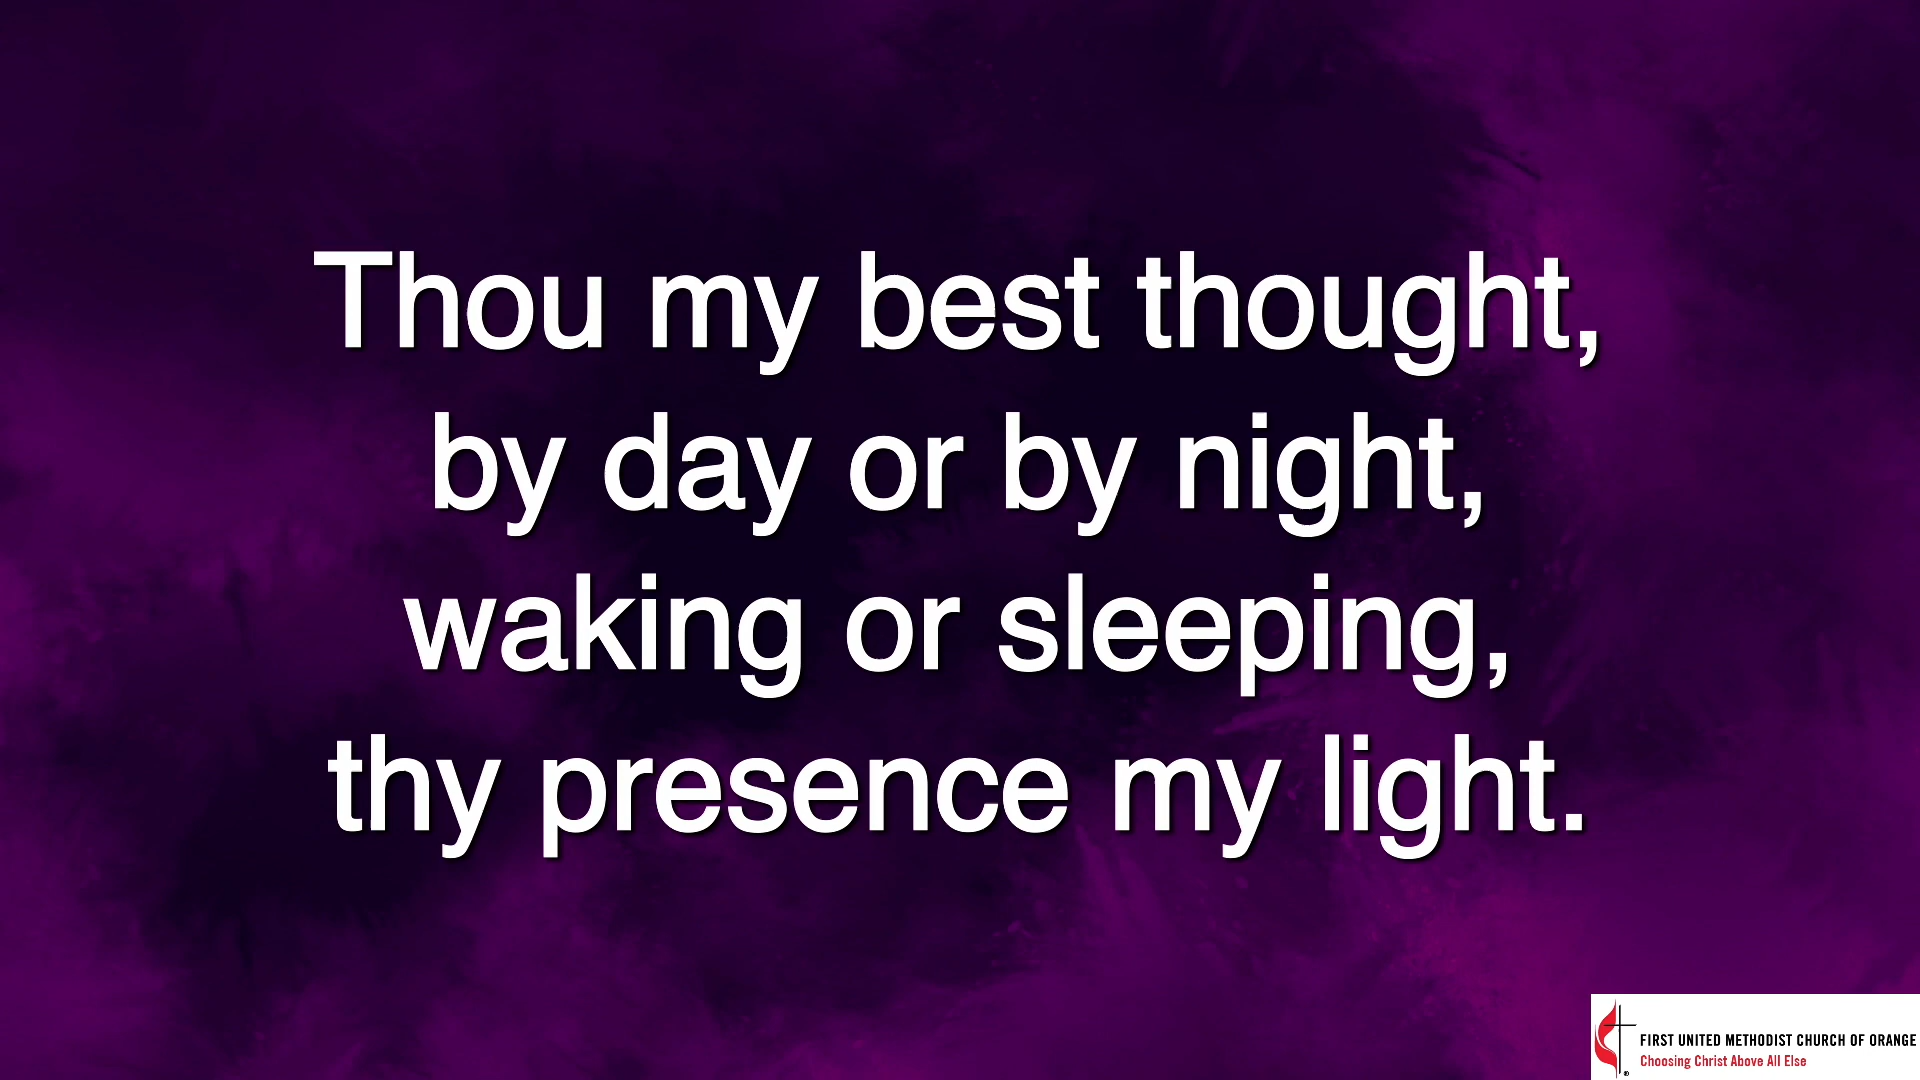 Thou my best thought,
by day or by night,
waking or sleeping,
thy presence my light.
FIRST UNITED METHODIST CHURCH OF ORANGE
Choosing Christ Above All Else